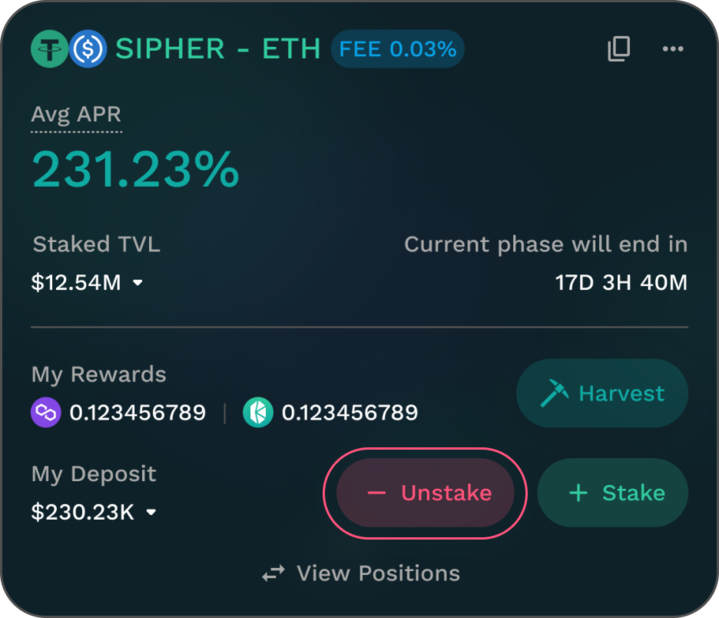 SIPHER - ETH FEE 0.03%
Avg APR
231.23%
Staked TVL
Current phase will end in
$12.54M
17D 3H 40M
My Rewards
0.123456789 | 0.123456789
Harvest
My Deposit
$230.23K
Unstake
Stake
View Positions